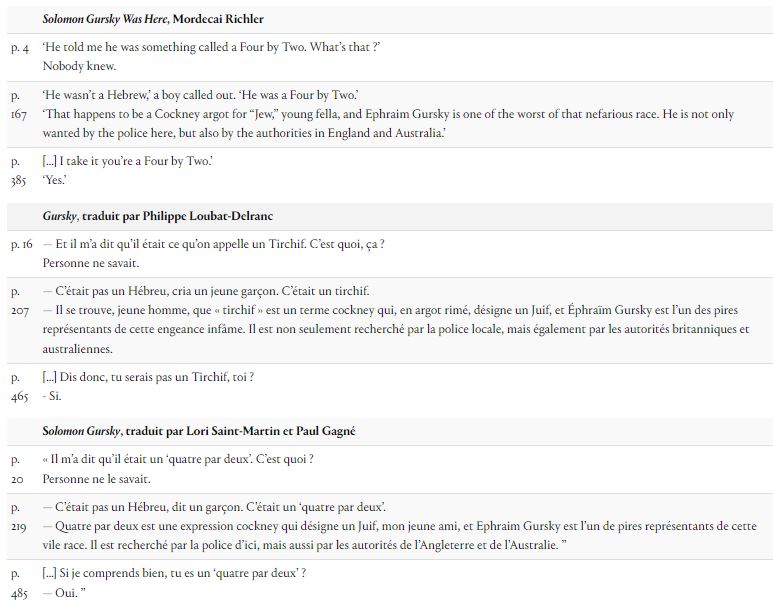 Solomon Gursky Was Here, Mordecai Richler
p. 4 ‘He told me he was something called a Four by Two. What’s that ?’
Nobody knew.
p. ‘He wasn’t a Hebrew,’ a boy called out. ‘He was a Four by Two.’
167 ‘That happens to be a Cockney argot for “Jew,” young fella, and Ephraim Gursky is one of the worst of that nefarious race. He is not only
wanted by the police here, but also by the authorities in England and Australia.’
p. [...] I take it you’re a Four by Two.’
385 ‘Yes.’
Gursky, traduit par Philippe Loubat-Delranc
p. 16 — Et il m’a dit qu’il était ce qu’on appelle un Tirchif. C’est quoi, ça ?
Personne ne savait.
p. — C’était pas un Hébreu, cria un jeune garçon. C’était un tirchif.
207 — Il se trouve, jeune homme, que « tirchif » est un terme cockney qui, en argot rimé, désigne un Juif, et Éphraïm Gursky est l’un des pires
représentants de cette engeance infâme. Il est non seulement recherché par la police locale, mais également par les autorités britanniques et
australiennes.
p. [...] Dis donc, tu serais pas un Tirchif, toi ?
465 - Si.
Solomon Gursky, traduit par Lori Saint-Martin et Paul Gagné
p. « Il m’a dit qu’il était un ‘quatre par deux’. C’est quoi ?
20 Personne ne le savait.
p. — C’était pas un Hébreu, dit un garçon. C’était un ‘quatre par deux’.
219 — Quatre par deux est une expression cockney qui désigne un Juif, mon jeune ami, et Ephraim Gursky est l’un de pires représentants de cette
vile race. Il est recherché par la police d’ici, mais aussi par les autorités de l’Angleterre et de l’Australie. ”
p. [...] Si je comprends bien, tu es un ‘quatre par deux’ ?
485 — Oui. ”